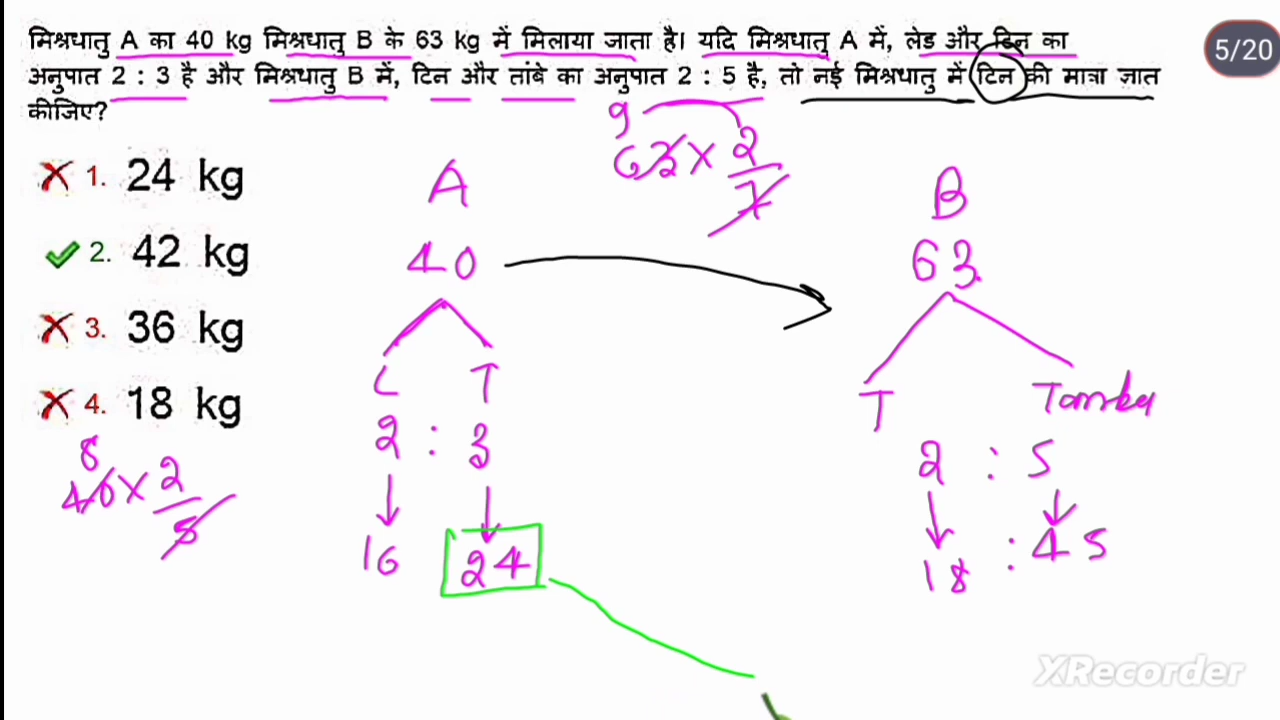 मिश्रधातु A का 40 kg मिश्रधातु B के 63 kg में मिलाया जाता है। यदि मिश्रधातु A में, लेड और टिन का
अनुपात 2 : 3 है और मिश्रधातु B में, टिन और तांबे का अनुपात 2 : 5 है, तो नई मिश्रधातु में टिन की मात्रा ज्ञात
कीजिए?
5/20
1. 24 kg
2. 42 kg
3. 36 kg
4. 18 kg
9
63 X 2/7
A
40
L T
2 : 3
16 24
B
63
T Tamba
2 : 5
18 : 45
8
40 X 2/5
XRecorder